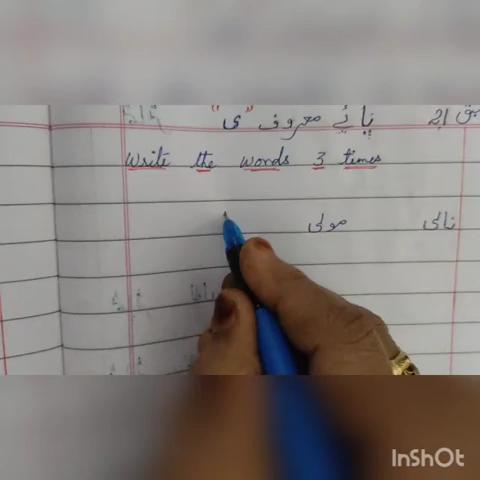 یائے معروف "ی"
Write the words 3 times
نالی مولی
InShOt